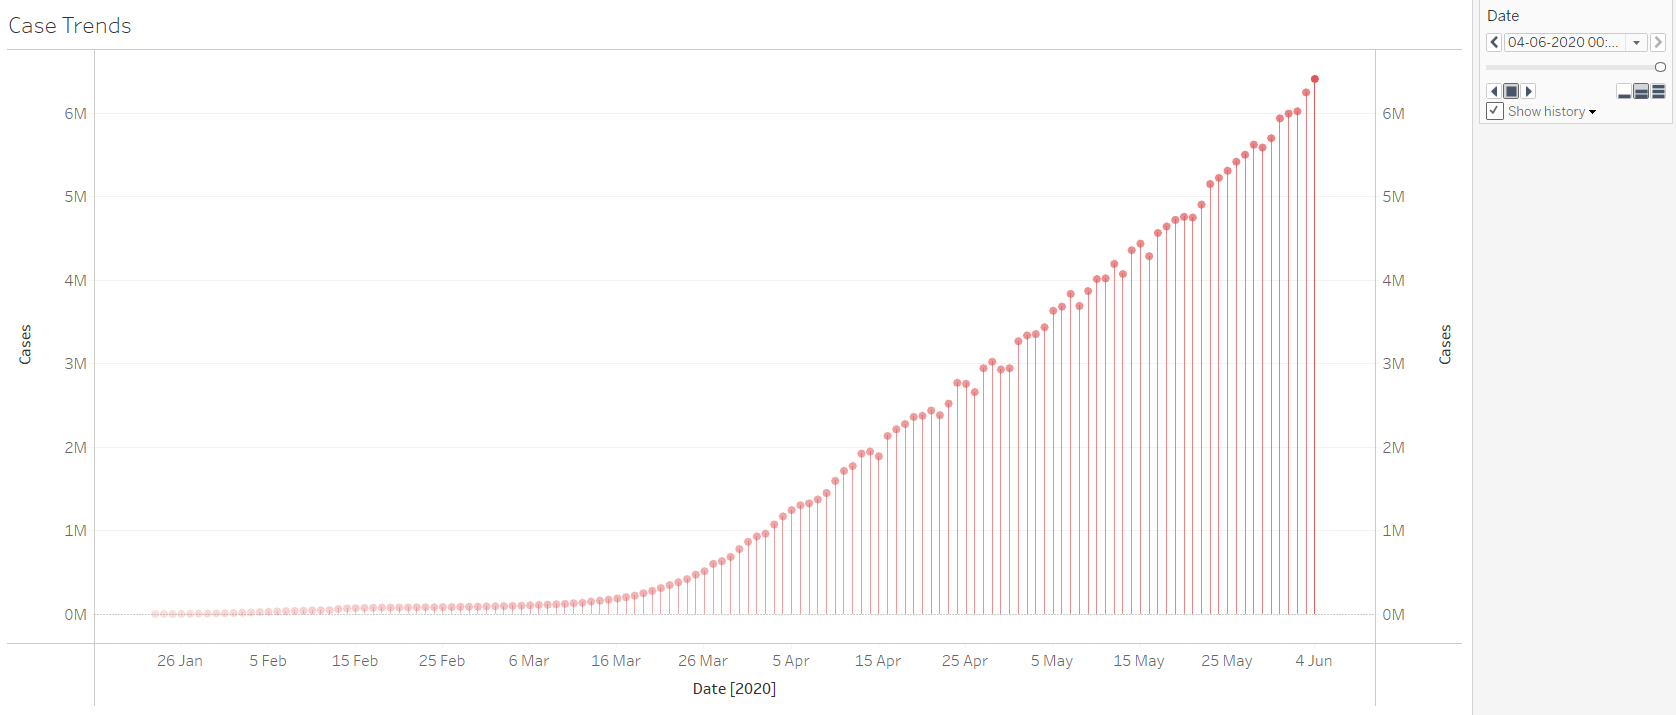 Case Trends
Date
04-06-2020 00:...
Show history
6M
5M
4M
3M
2M
1M
0M
Cases
6M
5M
4M
3M
2M
1M
0M
Cases
26 Jan 5 Feb 15 Feb 25 Feb 6 Mar 16 Mar 26 Mar 5 Apr 15 Apr 25 Apr 5 May 15 May 25 May 4 Jun
Date [2020]